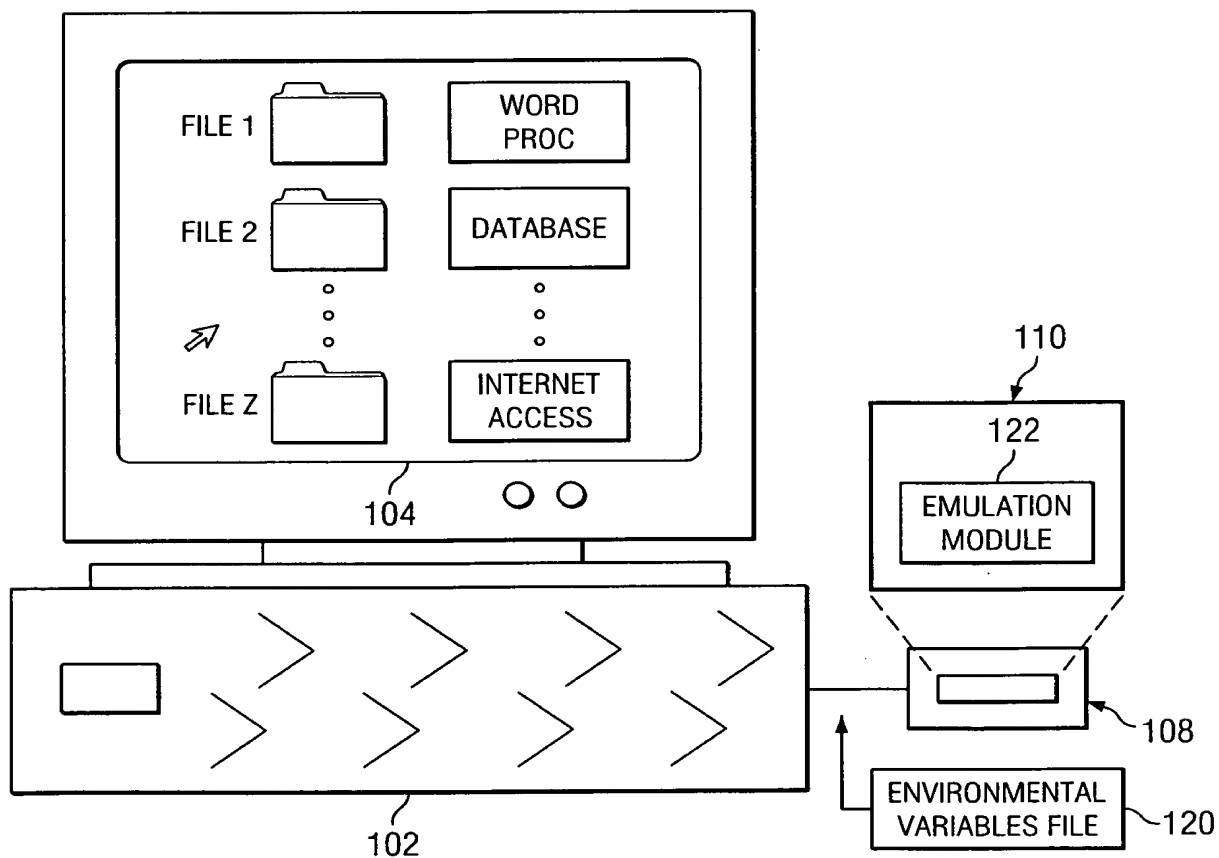 FILE 1
WORD
PROC
FILE 2
DATABASE
FILE Z
INTERNET
ACCESS
104
110
122
EMULATION
MODULE
108
ENVIRONMENTAL
VARIABLES FILE
120
102